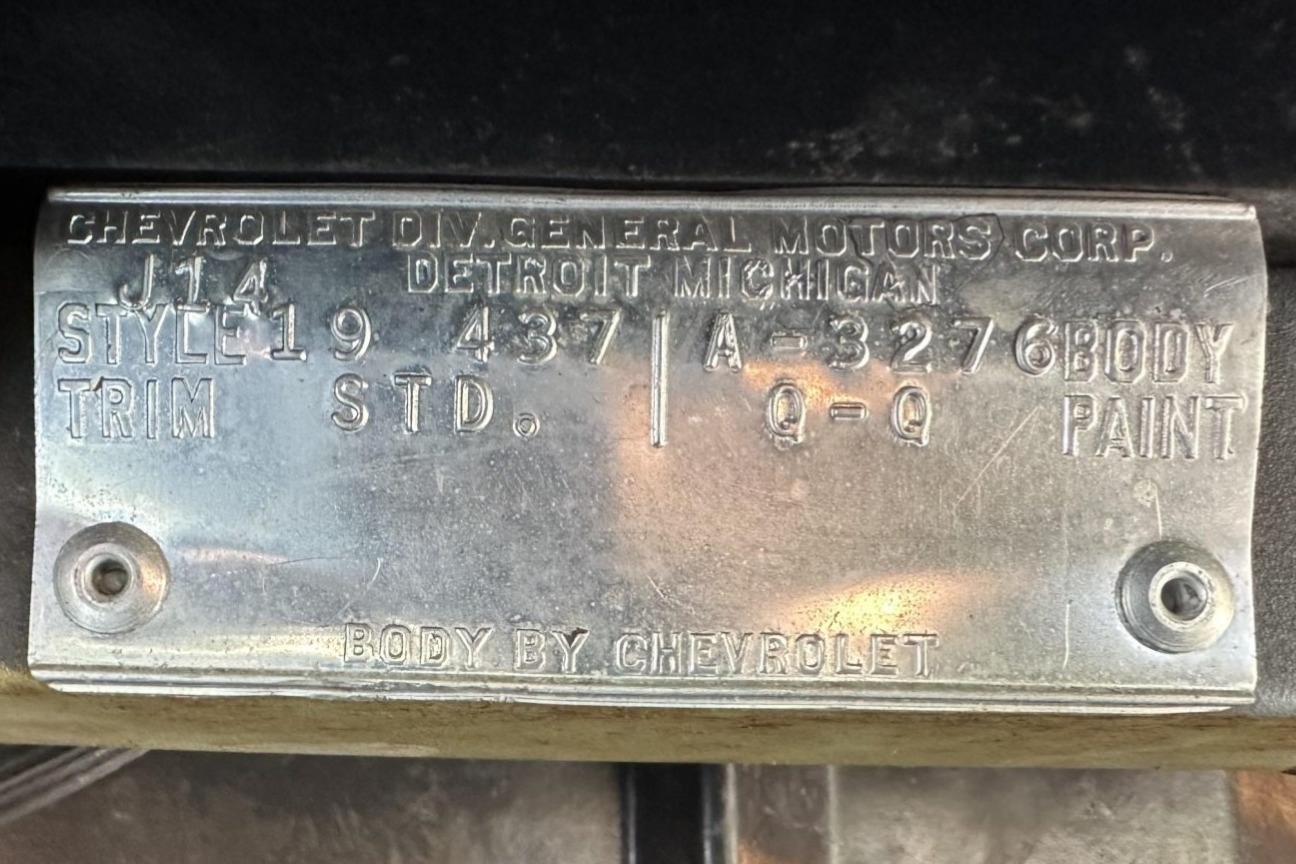 CHEVROLET DIV. GENERAL MOTORS CORP.
J14 DETROIT MICHIGAN
STYLE 19 437 | A-3276 BODY
TRIM STD. | Q-Q PAINT
BODY BY CHEVROLET